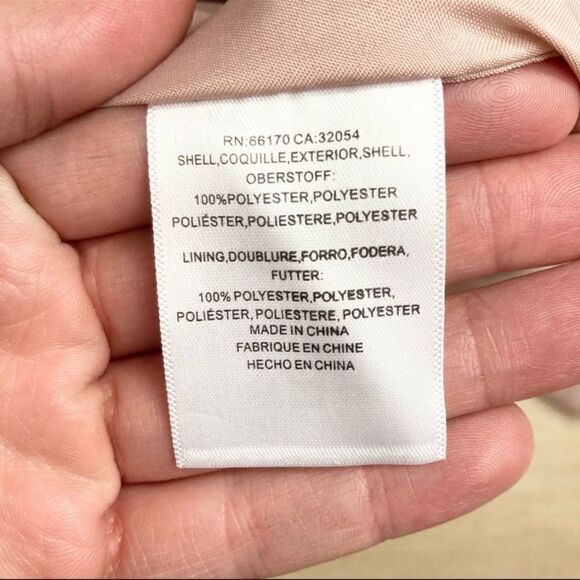 RN:66170 CA:32054
SHELL,COQUILLE,EXTERIOR,SHELL,
OBERSTOFF:
100%POLYESTER,POLYESTER
POLIÉSTER,POLIESTERE,POLYESTER
LINING,DOUBLURE,FORRO,FODERA,
FUTTER:
100% POLYESTER,POLYESTER,
POLIÉSTER, POLIESTERE, POLYESTER
MADE IN CHINA
FABRIQUE EN CHINE
HECHO EN CHINA